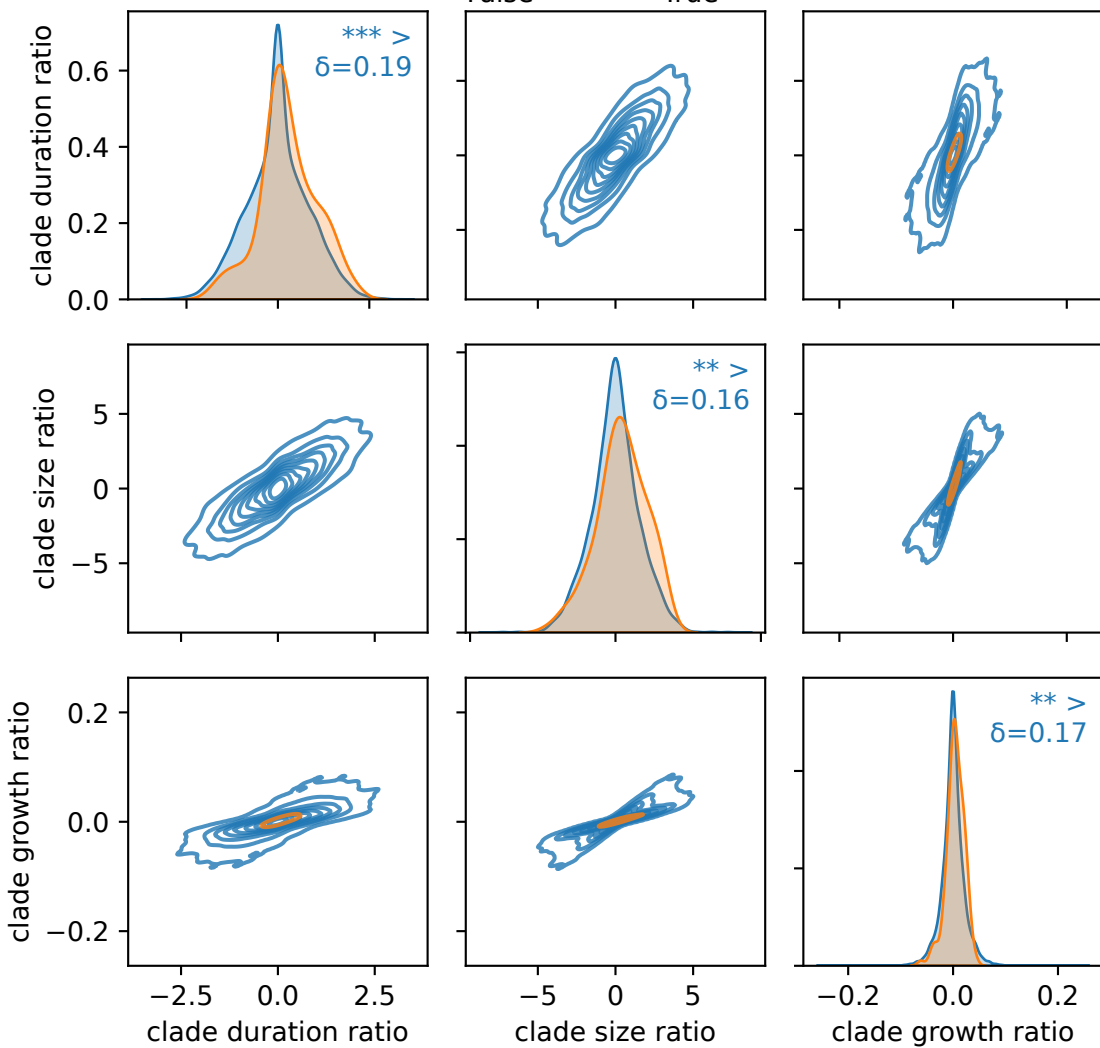 clade duration ratio
0.6
0.4
0.2
0.0
*** >
δ=0.19
clade size ratio
5
0
−5
** >
δ=0.16
clade growth ratio
0.2
0.0
−0.2
** >
δ=0.17
−2.5 0.0 2.5
−5 0 5
−0.2 0.0 0.2
clade duration ratio
clade size ratio
clade growth ratio